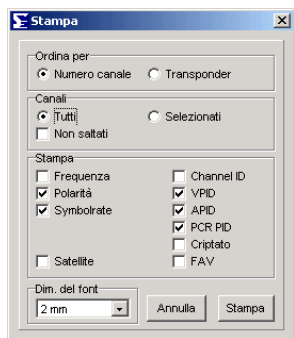 Stampa
Ordina per
Numero canale Transponder
Canali
Tutti Selezionati
Non saltati
Stampa
Frequenza Channel ID
Polarità VPID
Symbolrate APID
PCR PID
Criptato
Satellite FAV
Dim. del font
2 mm Annulla Stampa